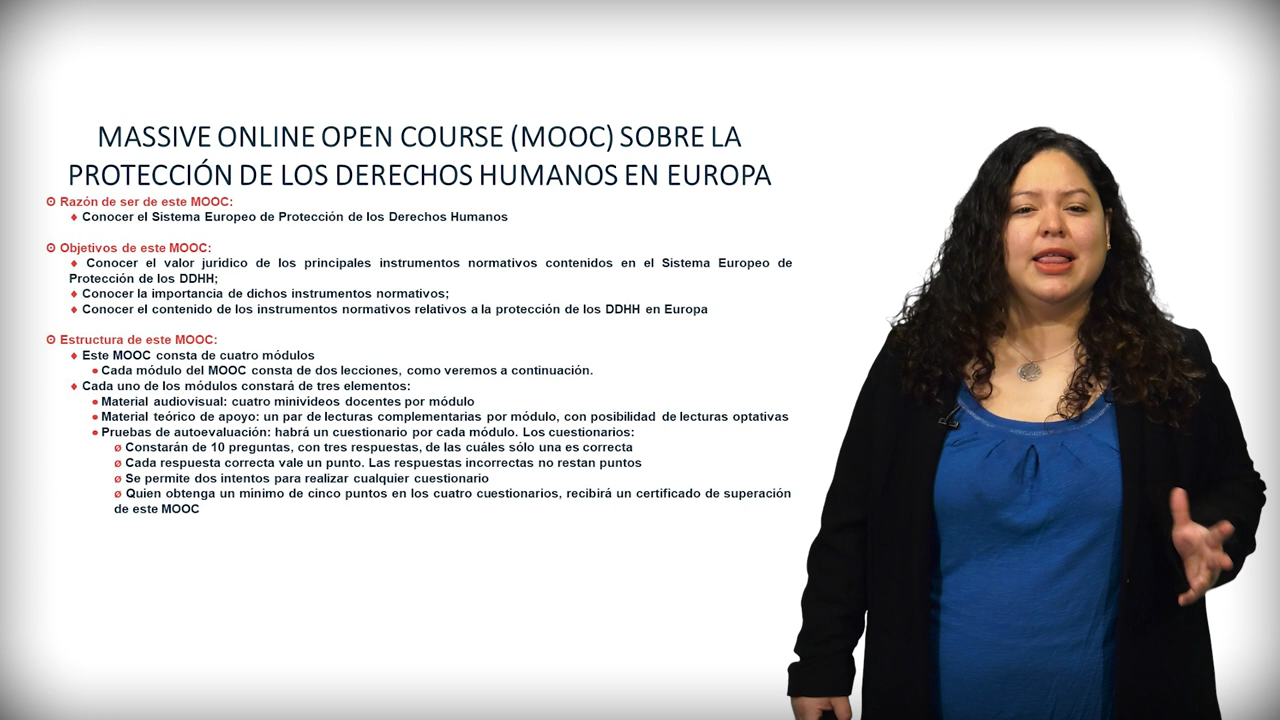 MASSIVE ONLINE OPEN COURSE (MOOC) SOBRE LA
PROTECCIÓN DE LOS DERECHOS HUMANOS EN EUROPA
ʘ Razón de ser de este MOOC:
♦ Conocer el Sistema Europeo de Protección de los Derechos Humanos
ʘ Objetivos de este MOOC:
♦ Conocer el valor jurídico de los principales instrumentos normativos contenidos en el Sistema Europeo de
Protección de los DDHH;
♦ Conocer la importancia de dichos instrumentos normativos;
♦ Conocer el contenido de los instrumentos normativos relativos a la protección de los DDHH en Europa
ʘ Estructura de este MOOC:
♦ Este MOOC consta de cuatro módulos
● Cada módulo del MOOC consta de dos lecciones, como veremos a continuación.
♦ Cada uno de los módulos constará de tres elementos:
● Material audiovisual: cuatro minivideos docentes por módulo
● Material teórico de apoyo: un par de lecturas complementarias por módulo, con posibilidad de lecturas optativas
● Pruebas de autoevaluación: habrá un cuestionario por cada módulo. Los cuestionarios:
ø Constarán de 10 preguntas, con tres respuestas, de las cuáles sólo una es correcta
ø Cada respuesta correcta vale un punto. Las respuestas incorrectas no restan puntos
ø Se permite dos intentos para realizar cualquier cuestionario
ø Quien obtenga un mínimo de cinco puntos en los cuatro cuestionarios, recibirá un certificado de superación
de este MOOC